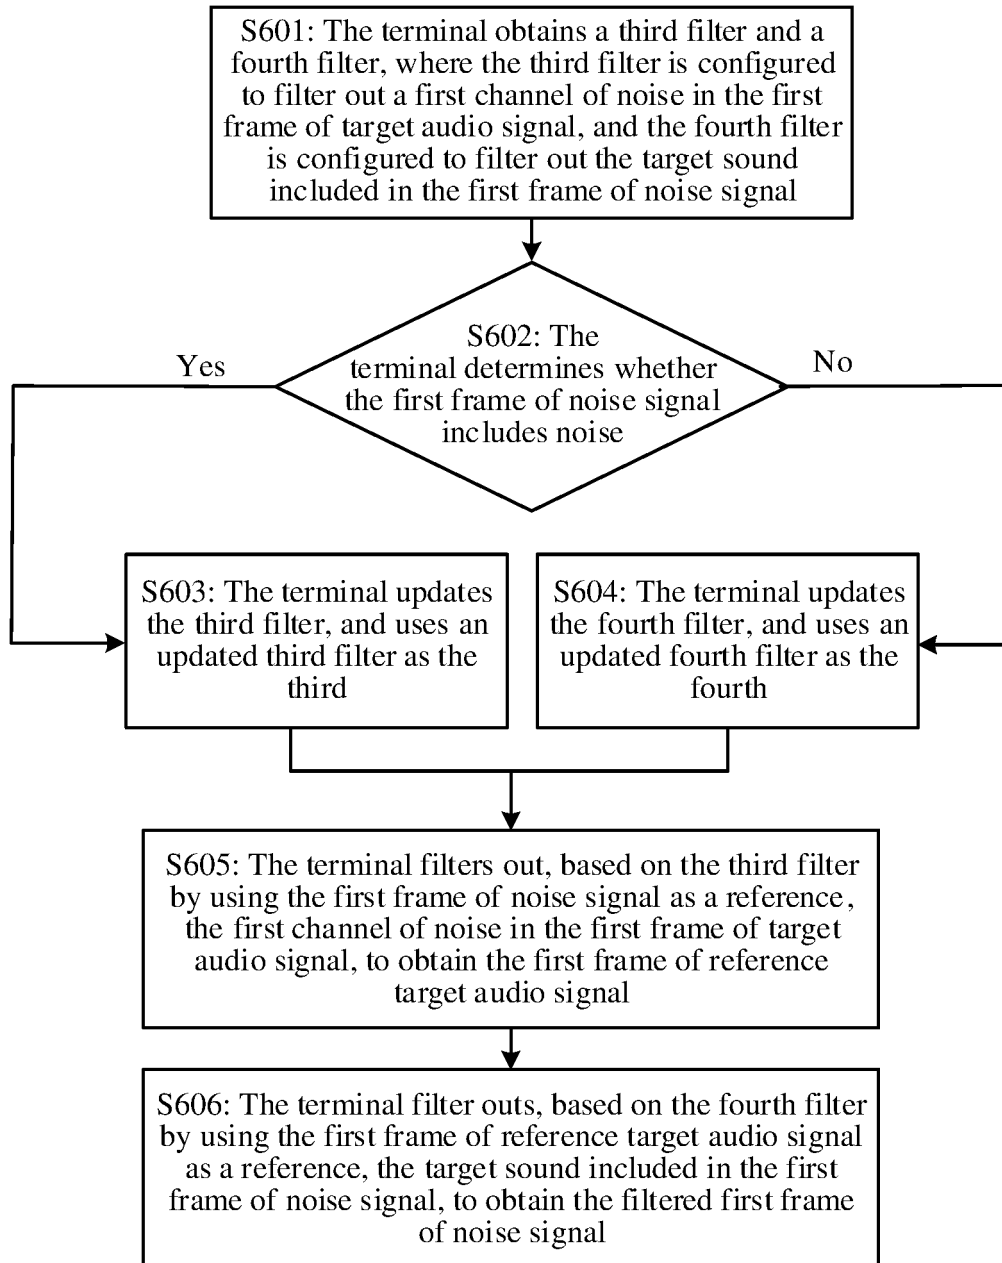 S601: The terminal obtains a third filter and a
fourth filter, where the third filter is configured
to filter out a first channel of noise in the first
frame of target audio signal, and the fourth filter
is configured to filter out the target sound
included in the first frame of noise signal
S602: The
terminal determines whether
the first frame of noise signal
includes noise
Yes
No
S603: The terminal updates
the third filter, and uses an
updated third filter as the
third
S604: The terminal updates
the fourth filter, and uses an
updated fourth filter as the
fourth
S605: The terminal filters out, based on the third filter
by using the first frame of noise signal as a reference,
the first channel of noise in the first frame of target
audio signal, to obtain the first frame of reference
target audio signal
S606: The terminal filter outs, based on the fourth filter
by using the first frame of reference target audio signal
as a reference, the target sound included in the first
frame of noise signal, to obtain the filtered first frame
of noise signal